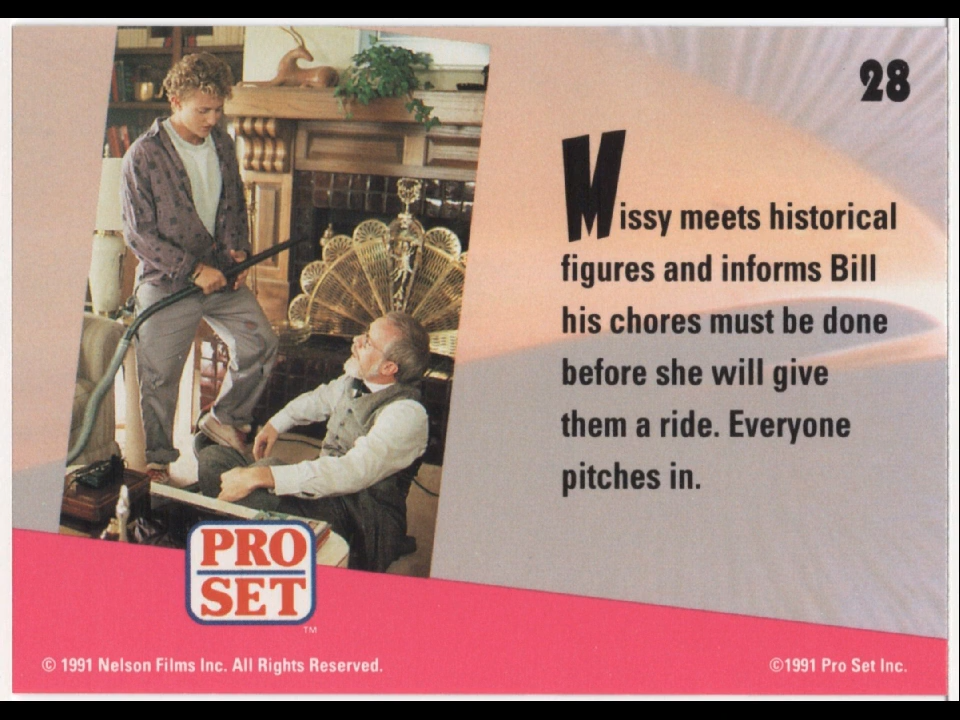 28
Missy meets historical
figures and informs Bill
his chores must be done
before she will give
them a ride. Everyone
pitches in.
PRO
SET
TM
© 1991 Nelson Films Inc. All Rights Reserved.
©1991 Pro Set Inc.